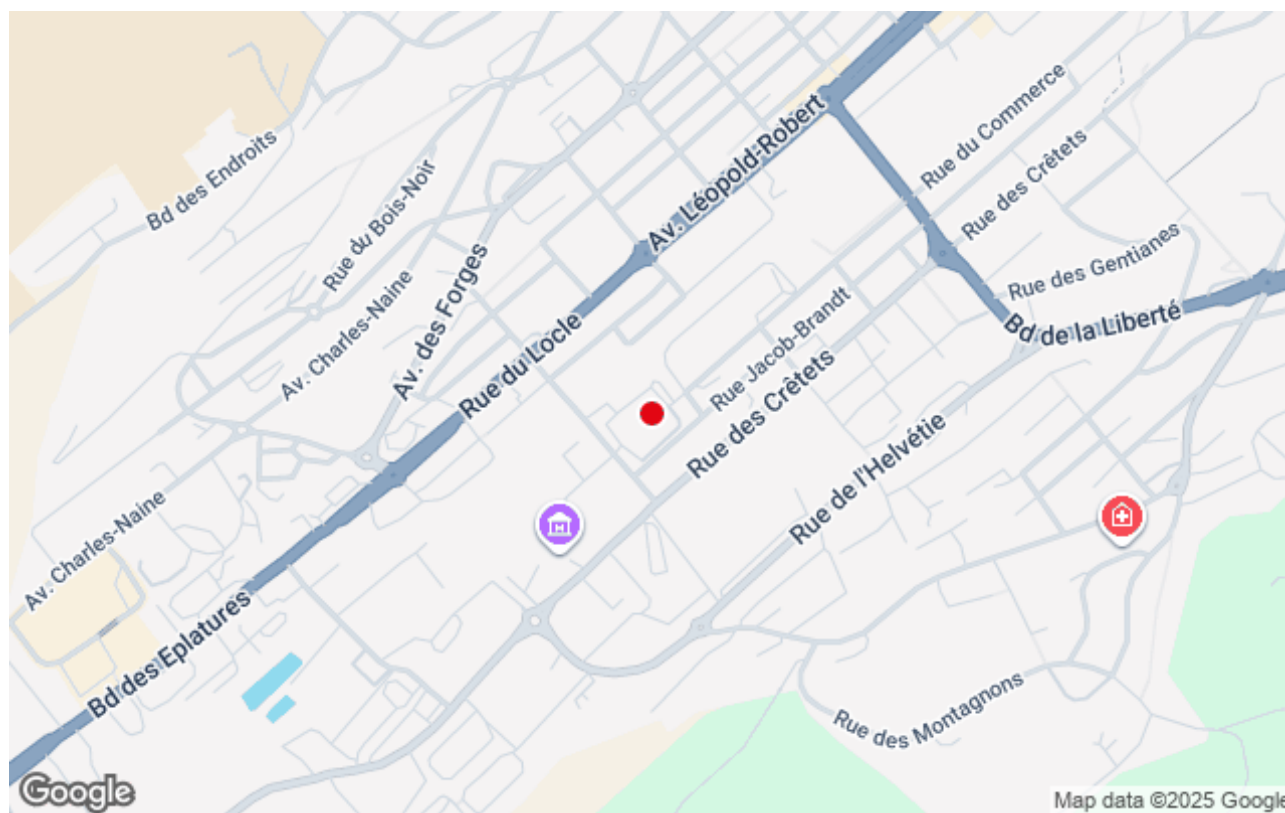 Av. Léopold-Robert
Rue du Commerce
Bd des Endroits
Rue des Crêtets
Rue du Bois-Noir
Rue des Gentianes
Av. des Forges
Av. Charles-Naine
Bd de la Liberté
Rue du Locle
Rue Jacob-Brandt
Rue des Crêtets
Rue de l'Helvétie
Av. Charles-Naine
Bd des Eplatures
Rue des Montagnons
Google
Map data ©2025 Google